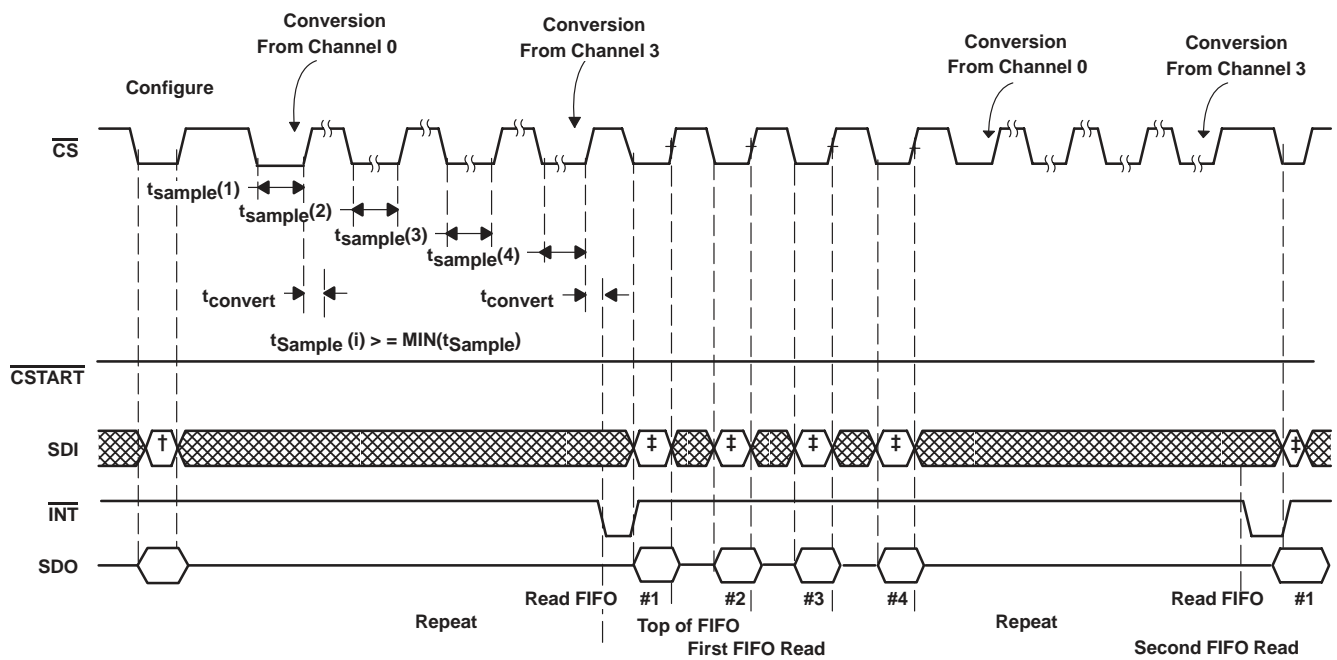 Conversion
From Channel 0
Conversion
From Channel 3
Conversion
From Channel 0
Conversion
From Channel 3
Configure
CS
tsample(1)
tsample(2)
tsample(3)
tsample(4)
tconvert
tconvert
tSample (i) > = MIN(tSample)
CSTART
SDI
†
‡
‡
‡
‡
‡
INT
SDO
Read FIFO
#1
#2
#3
#4
Read FIFO
#1
Repeat
Top of FIFO
Repeat
First FIFO Read
Second FIFO Read